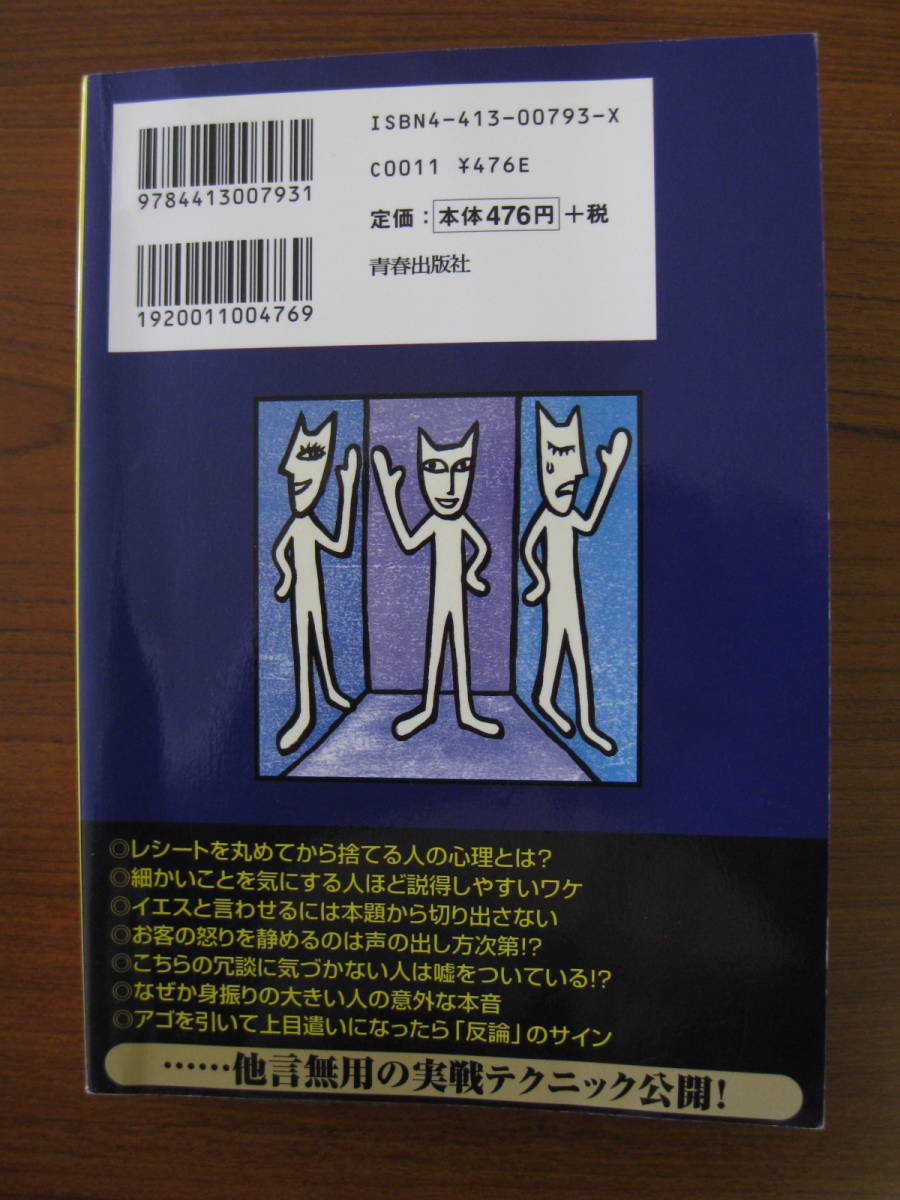 ISBN4-413-00793-X
C0011 ¥476E
定価：本体476円＋税
青春出版社
9784413007931
1920011004769
◎レシートを丸めてから捨てる人の心理とは?
◎細かいことを気にする人ほど説得しやすいワケ
◎イエスと言わせるには本題から切り出さない
◎お客の怒りを静めるのは声の出し方次第!?
◎こちらの冗談に気づかない人は嘘をついている!?
◎なぜか身振りの大きい人の意外な本音
◎アゴを引いて上目遣いになったら「反論」のサイン
……他言無用の実戦テクニック公開!